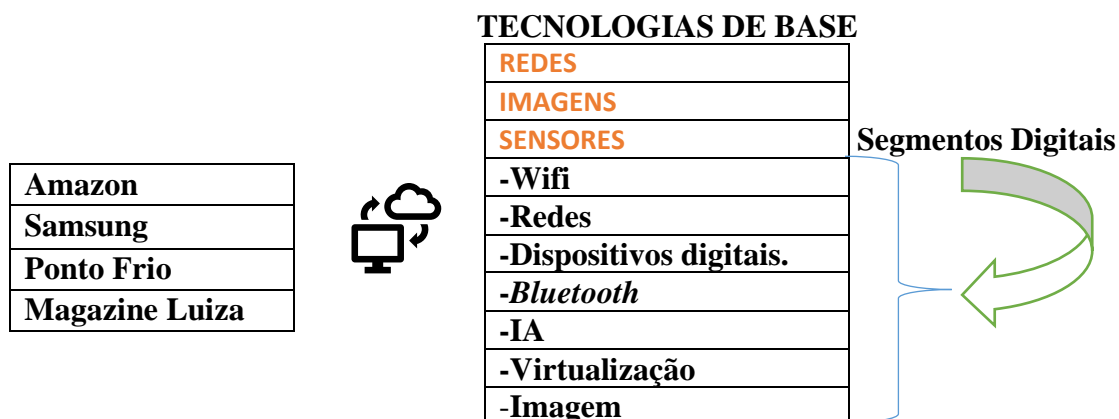 TECNOLOGIAS DE BASE
REDES
IMAGENS
SENSORES
Segmentos Digitais
Amazon
Samsung
Ponto Frio
Magazine Luiza
-Wifi
-Redes
-Dispositivos digitais.
-Bluetooth
-IA
-Virtualização
-Imagem